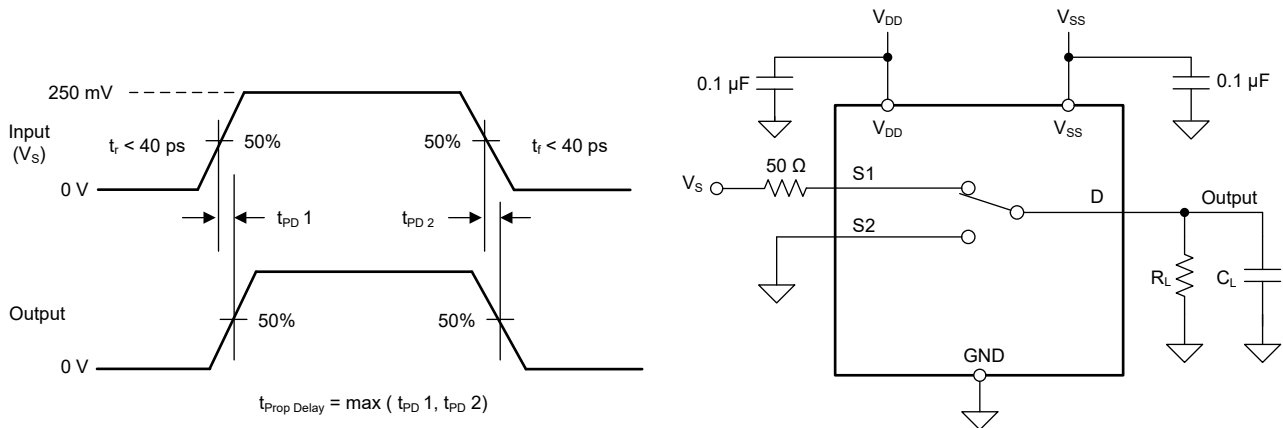 250 mV
Input
(VS)
tr < 40 ps
50%
50%
tf < 40 ps
0 V
tPD 1
tPD 2
Output
50%
50%
0 V
tProp Delay = max ( tPD 1, tPD 2)
VDD
VSS
0.1 µF
0.1 µF
VDD
VSS
50 Ω
VS
S1
D
Output
S2
RL
CL
GND